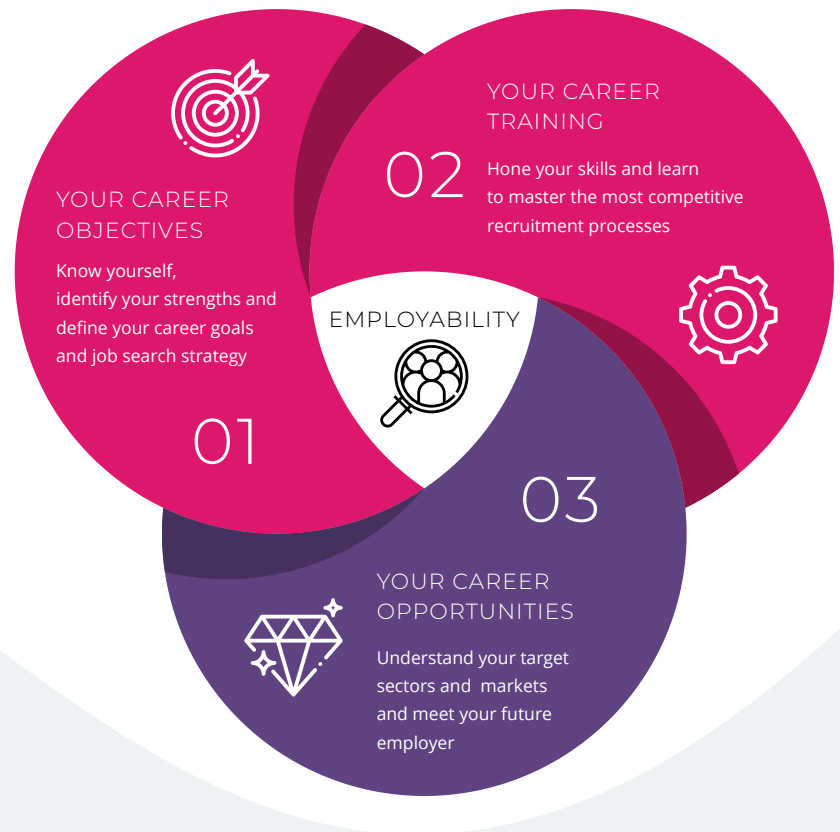 YOUR CAREER
OBJECTIVES
Know yourself,
identify your strengths and
define your career goals
and job search strategy
01
YOUR CAREER
TRAINING
02
Hone your skills and learn
to master the most competitive
recruitment processes
EMPLOYABILITY
03
YOUR CAREER
OPPORTUNITIES
Understand your target
sectors and markets
and meet your future
employer